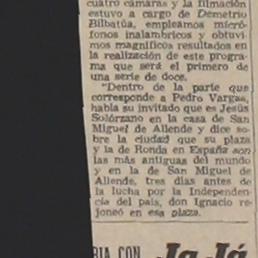 cuatro cámaras y la filmación
estuvo a cargo de Demetrio
Bilbatúa, empleamos micró-
fonos inalambricos y obtuvi-
mos magníficos resultados en
la realización de este progra-
ma que será el primero de
una serie de doce.
"Dentro de la parte que
corresponde a Pedro Vargas,
habla su invitado que es Jesús
Solórzano en la casa de San
Miguel de Allende y dice so-
bre la ciudad que su plaza
y la de Ronda en España son
las más antiguas del mundo
y en la de San Miguel de
Allende, tres días antes de
la lucha por la Independen-
cia del país, don Ignacio re-
joneó en esa plaza.
RIA CON Ja Já